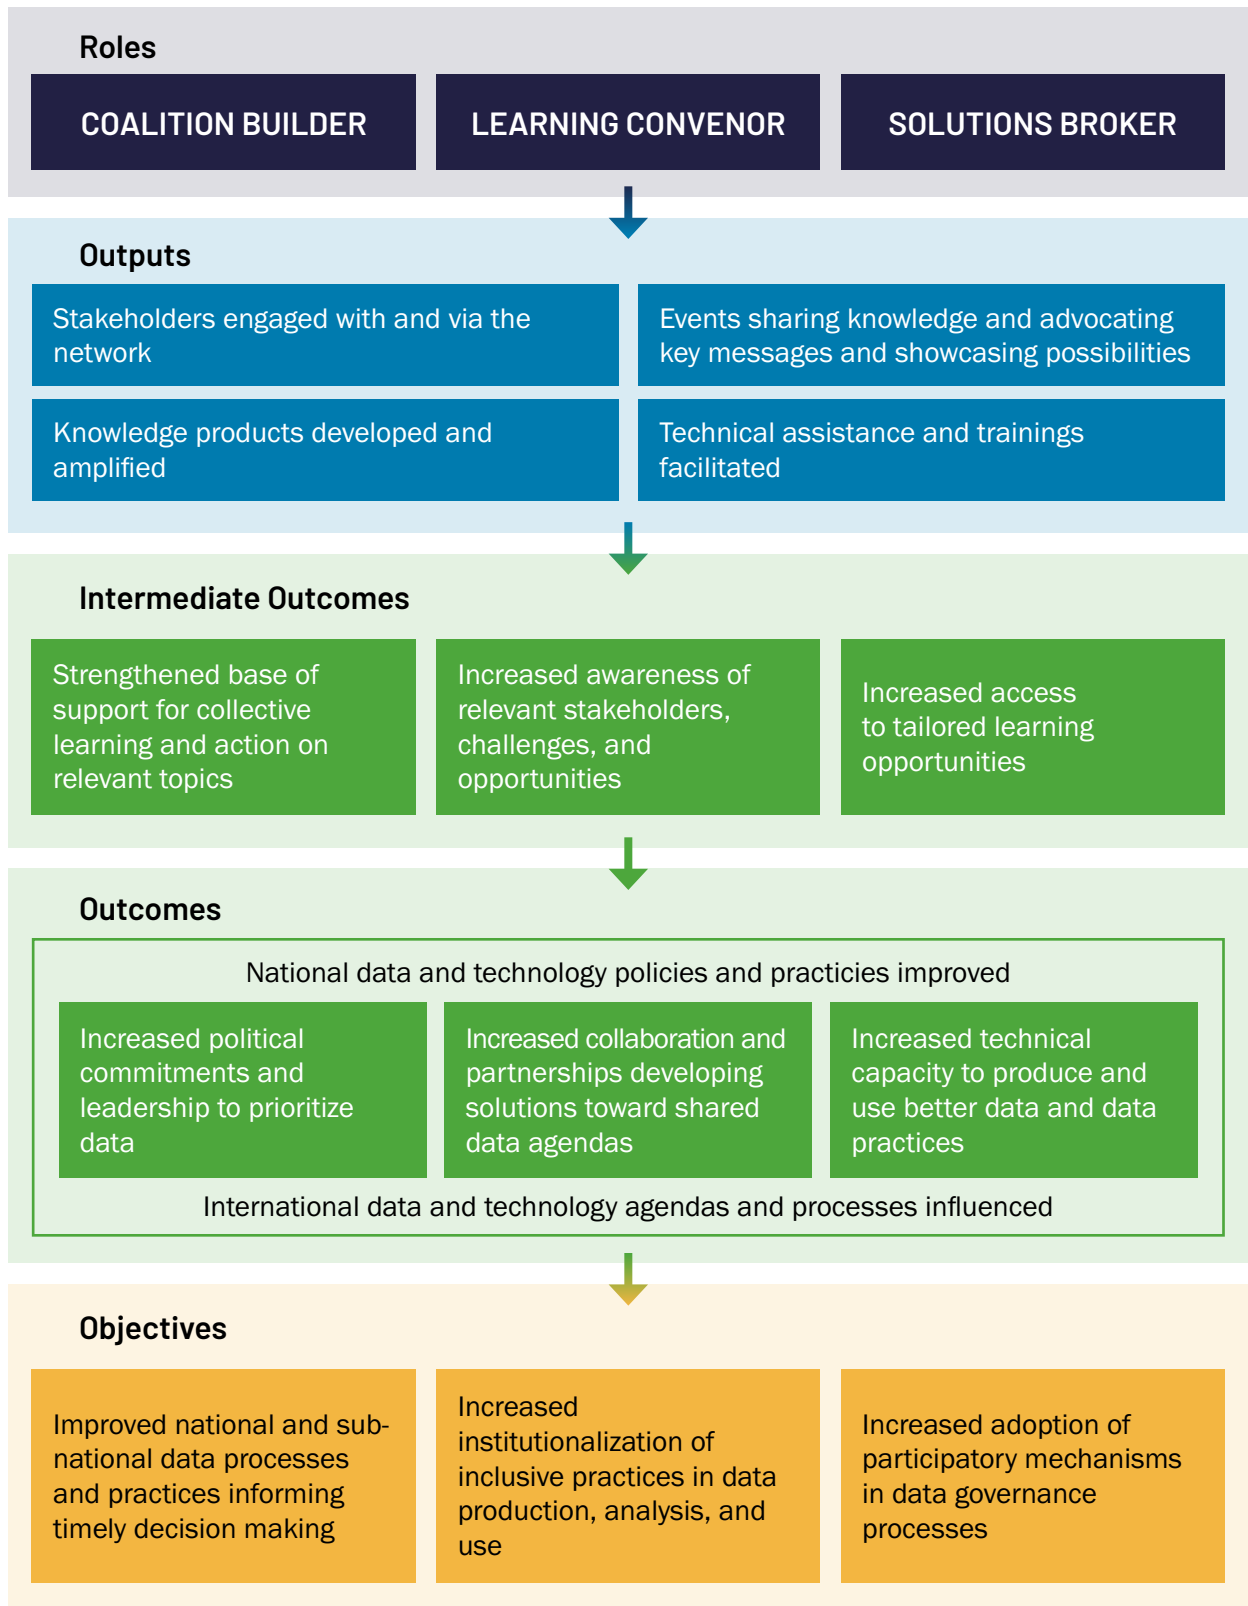 Roles
COALITION BUILDER
LEARNING CONVENOR
SOLUTIONS BROKER
Outputs
Stakeholders engaged with and via the
network
Events sharing knowledge and advocating
key messages and showcasing possibilities
Knowledge products developed and
amplified
Technical assistance and trainings
facilitated
Intermediate Outcomes
Strengthened base of
support for collective
learning and action on
relevant topics
Increased awareness of
relevant stakeholders,
challenges, and
opportunities
Increased access
to tailored learning
opportunities
Outcomes
National data and technology policies and practicies improved
Increased political
commitments and
leadership to prioritize
data
Increased collaboration and
partnerships developing
solutions toward shared
data agendas
Increased technical
capacity to produce and
use better data and data
practices
International data and technology agendas and processes influenced
Objectives
Improved national and sub-
national data processes
and practices informing
timely decision making
Increased
institutionalization of
inclusive practices in data
production, analysis, and
use
Increased adoption of
participatory mechanisms
in data governance
processes